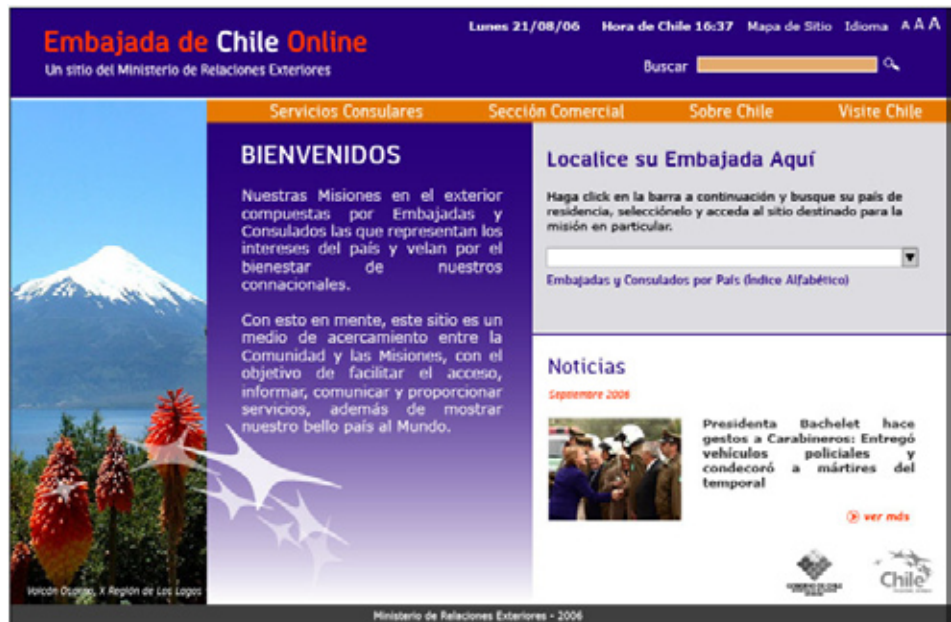 Lunes 21/08/06 Hora de Chile 16:37 Mapa de Sitio Idioma A A A
Embajada de Chile Online
Un sitio del Ministerio de Relaciones Exteriores
Buscar
Servicios Consulares Sección Comercial Sobre Chile Visite Chile
BIENVENIDOS
Nuestras Misiones en el exterior
compuestas por Embajadas y
Consulados las que representan los
intereses del país y velan por el
bienestar de nuestros
connacionales.
Con esto en mente, este sitio es un
medio de acercamiento entre la
Comunidad y las Misiones, con el
objetivo de facilitar el acceso,
informar, comunicar y proporcionar
servicios, además de mostrar
nuestro bello país al Mundo.
Localice su Embajada Aquí
Haga click en la barra a continuación y busque su país de
residencia, selecciónelo y acceda al sitio destinado para la
misión en particular.
Embajadas y Consulados por País (Índice Alfabético)
Noticias
Septiembre 2006
Presidenta Bachelet hace
gestos a Carabineros: Entregó
vehículos policiales y
condecoró a mártires del
temporal
ver más
GOBIERNO DE CHILE
Chile
Volcán Osorno, X Región de Los Lagos
Ministerio de Relaciones Exteriores - 2006